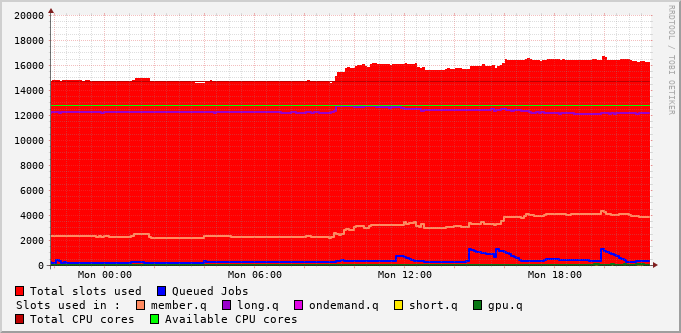 20000
18000
16000
14000
12000
10000
8000
6000
4000
2000
0
Mon 00:00 Mon 06:00 Mon 12:00 Mon 18:00
RRDTOOL / TOBI OETIKER
Total slots used Queued Jobs
Slots used in : member.q long.q ondemand.q short.q gpu.q
Total CPU cores Available CPU cores